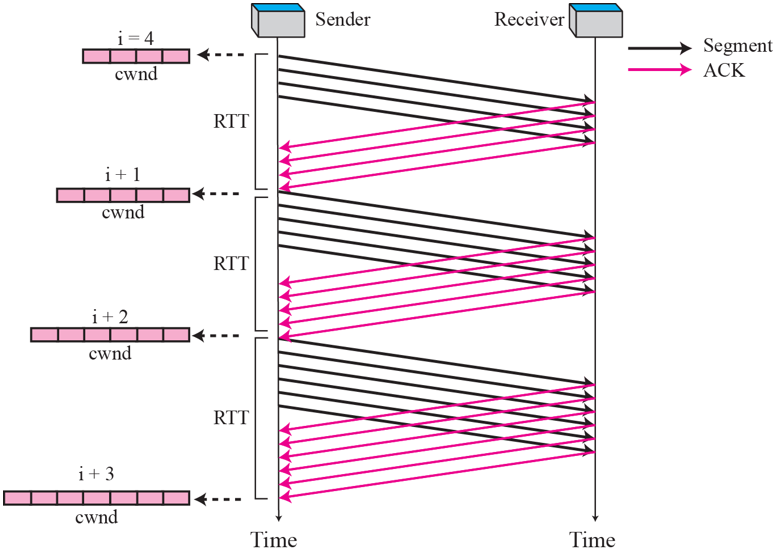 Sender
Receiver
Segment
ACK
i = 4
cwnd
RTT
i + 1
cwnd
RTT
i + 2
cwnd
RTT
i + 3
cwnd
Time
Time